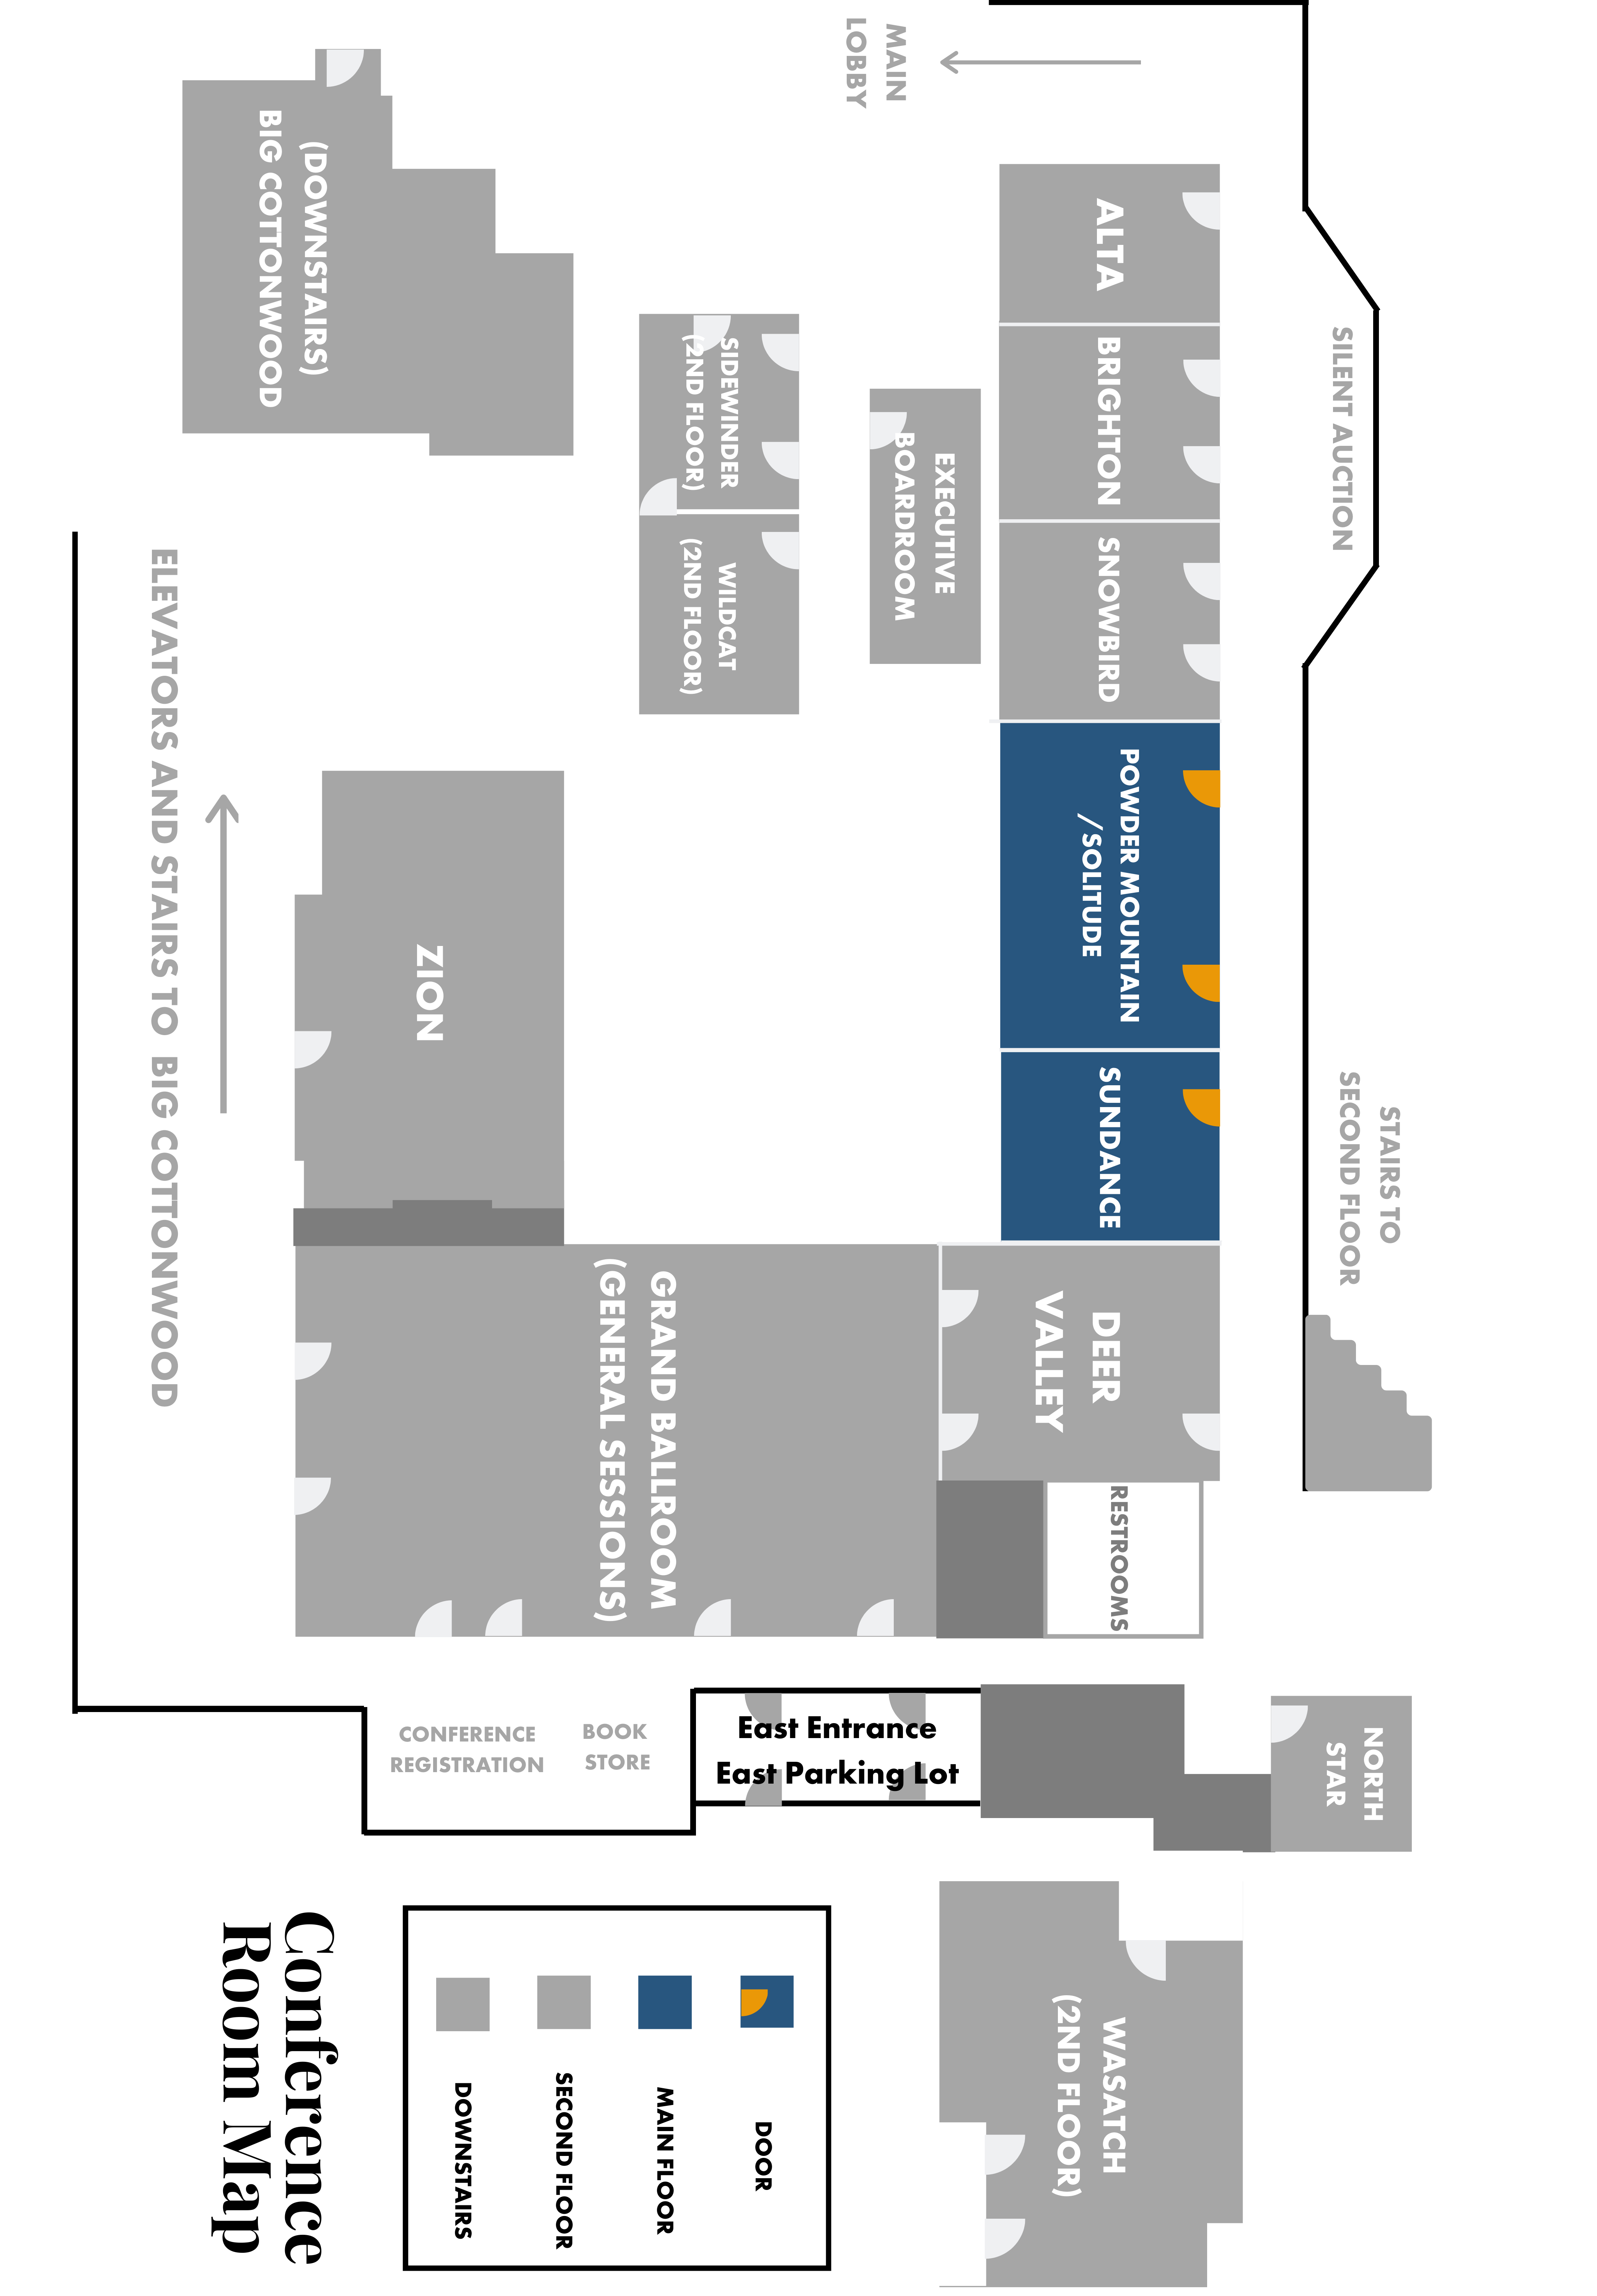 MAIN
LOBBY
(DOWNSTAIRS)
BIG COTTONWOOD
ALTA
BRIGHTON
SNOWBIRD
SILENT AUCTION
SIDEWINDER
(2ND FLOOR)
WILDCAT
(2ND FLOOR)
EXECUTIVE
BOARDROOM
POWDER MOUNTAIN
/SOLITUDE
SUNDANCE
STAIRS TO
SECOND FLOOR
ELEVATORS AND STAIRS TO BIG COTTONWOOD
ZION
GRAND BALLROOM
(GENERAL SESSIONS)
DEER
VALLEY
RESTROOMS
CONFERENCE
REGISTRATION
BOOK
STORE
East Entrance
East Parking Lot
NORTH
STAR
WASATCH
(2ND FLOOR)
DOOR
MAIN FLOOR
SECOND FLOOR
DOWNSTAIRS
Conference
Room Map